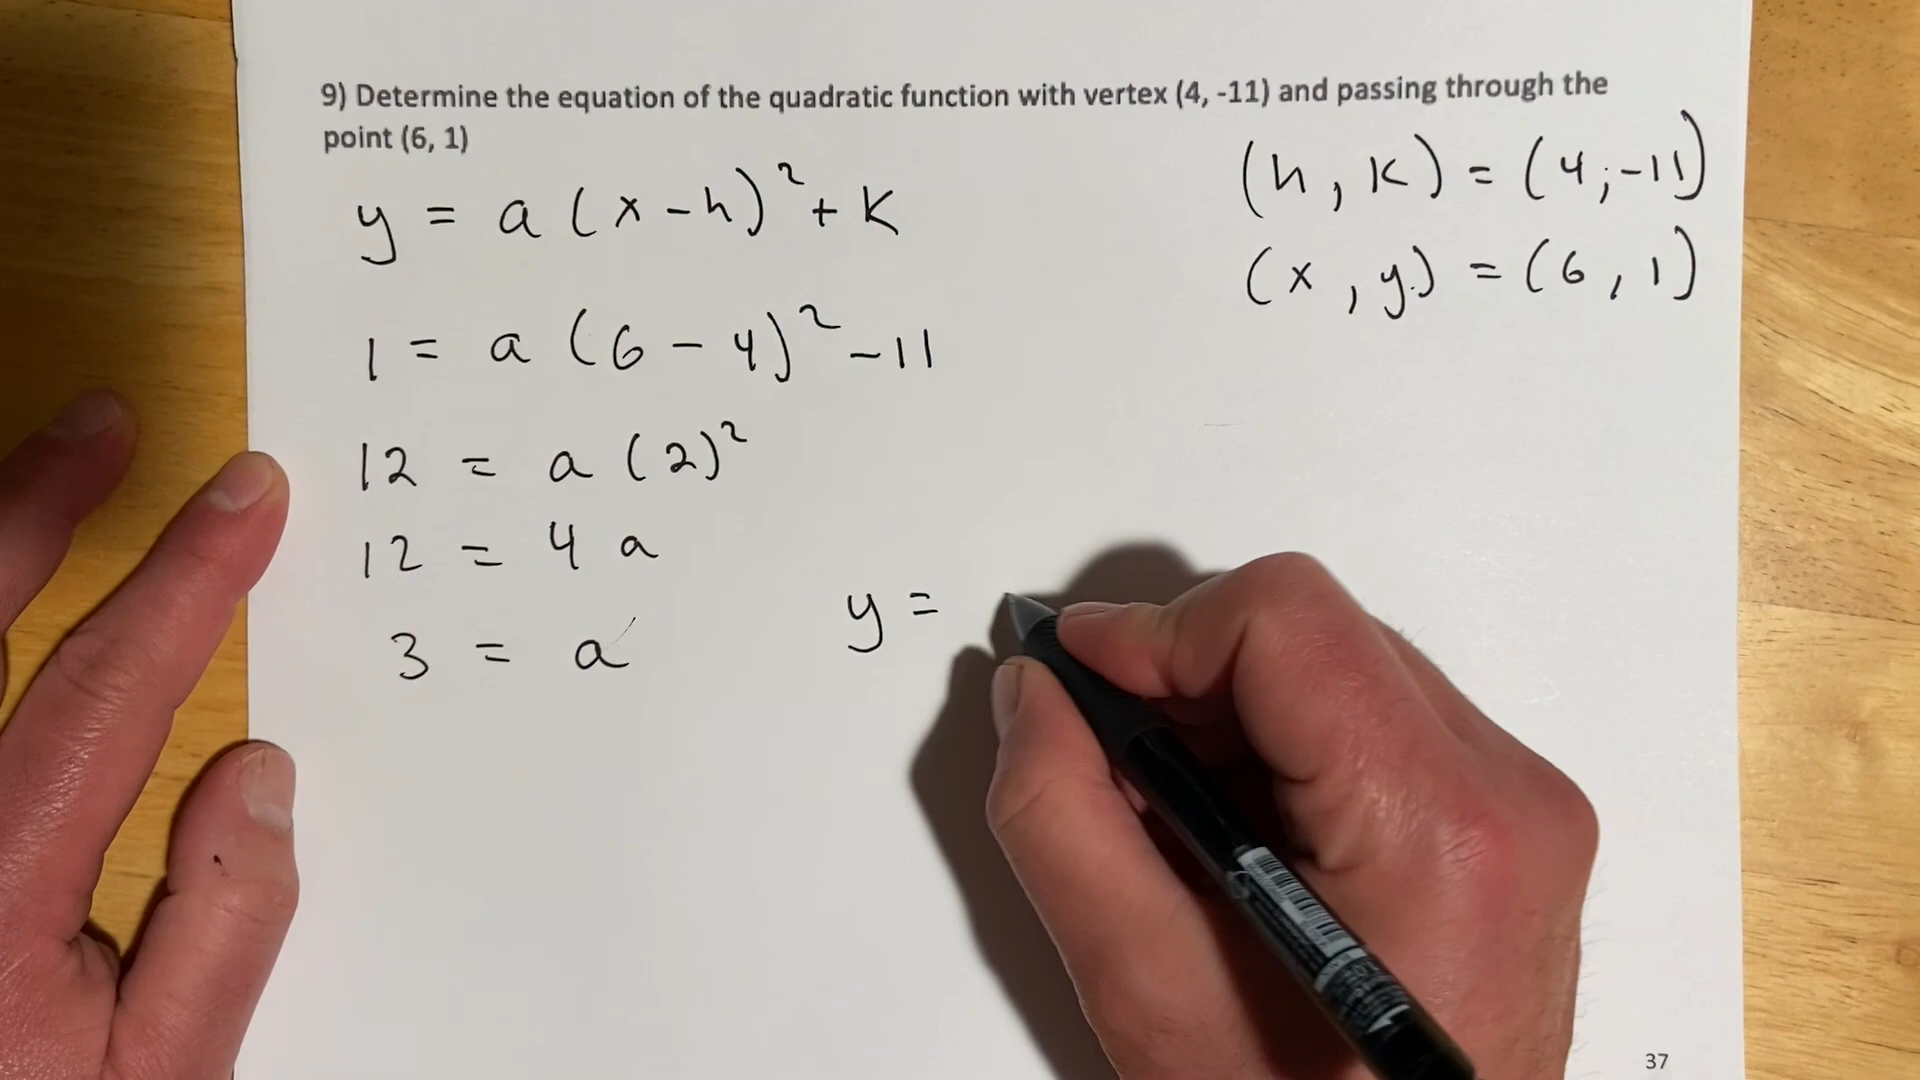 9) Determine the equation of the quadratic function with vertex (4, -11) and passing through the
point (6, 1)
(h, k) = (4, -11)
(x, y) = (6, 1)
y = a(x - h)² + k
1 = a(6 - 4)² - 11
12 = a(2)²
12 = 4a
3 = a
y =
37